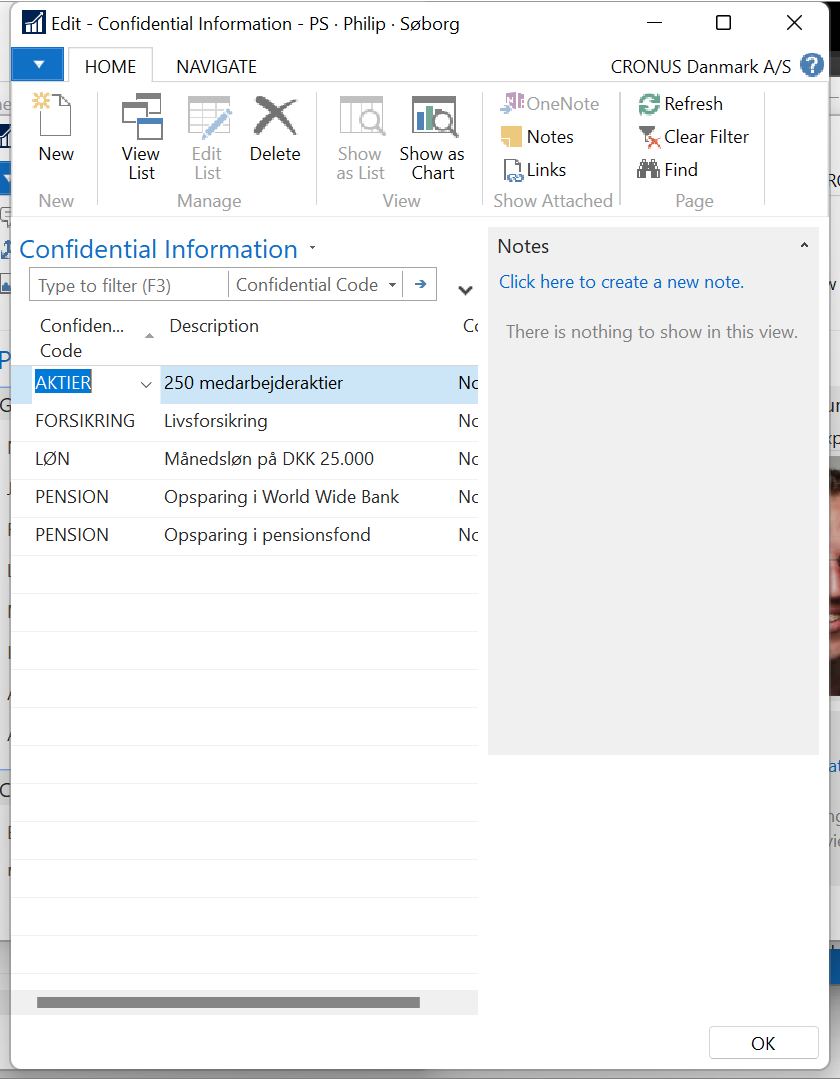 Edit - Confidential Information - PS · Philip · Søborg
HOME NAVIGATE CRONUS Danmark A/S ?
New View List Edit List Delete Show as List Show as Chart
OneNote Refresh
Notes Clear Filter
Links Find
New Manage View Show Attached Page
Confidential Information
Type to filter (F3) Confidential Code
Confiden... Code Description
AKTIER 250 medarbejderaktier No
FORSIKRING Livsforsikring No
LØN Månedsløn på DKK 25.000 No
PENSION Opsparing i World Wide Bank No
PENSION Opsparing i pensionsfond No
Notes
Click here to create a new note.
There is nothing to show in this view.
OK